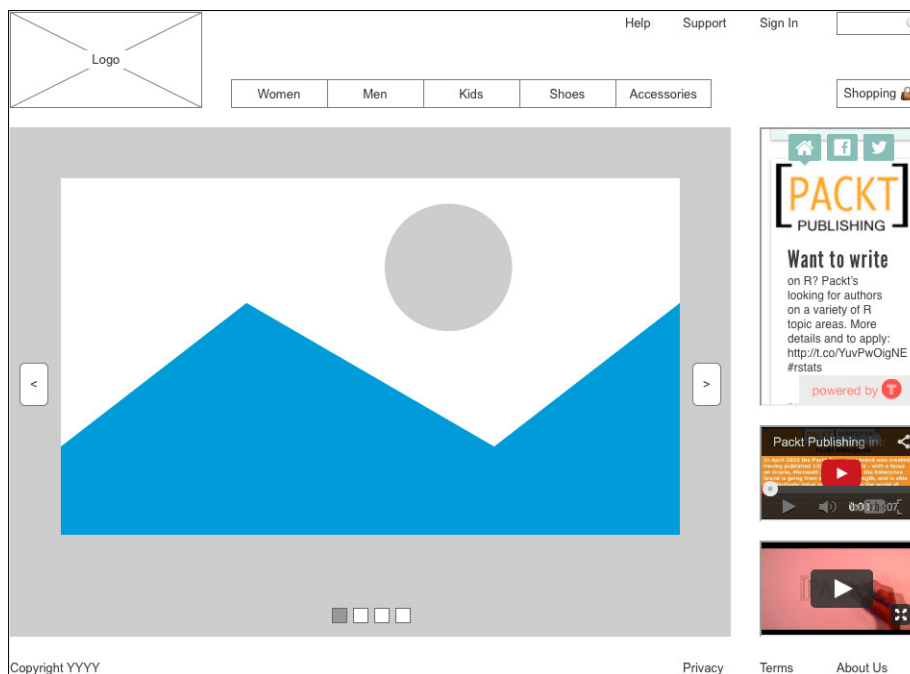 Help Support Sign In
Logo
Women Men Kids Shoes Accessories
Shopping
PACKT
PUBLISHING
Want to write
on R? Packt's
looking for authors
on a variety of R
topic areas. More
details and to apply:
http://t.co/YuvPwOigNE
#rstats
powered by T
< >
Packt Publishing int
Copyright YYYY Privacy Terms About Us